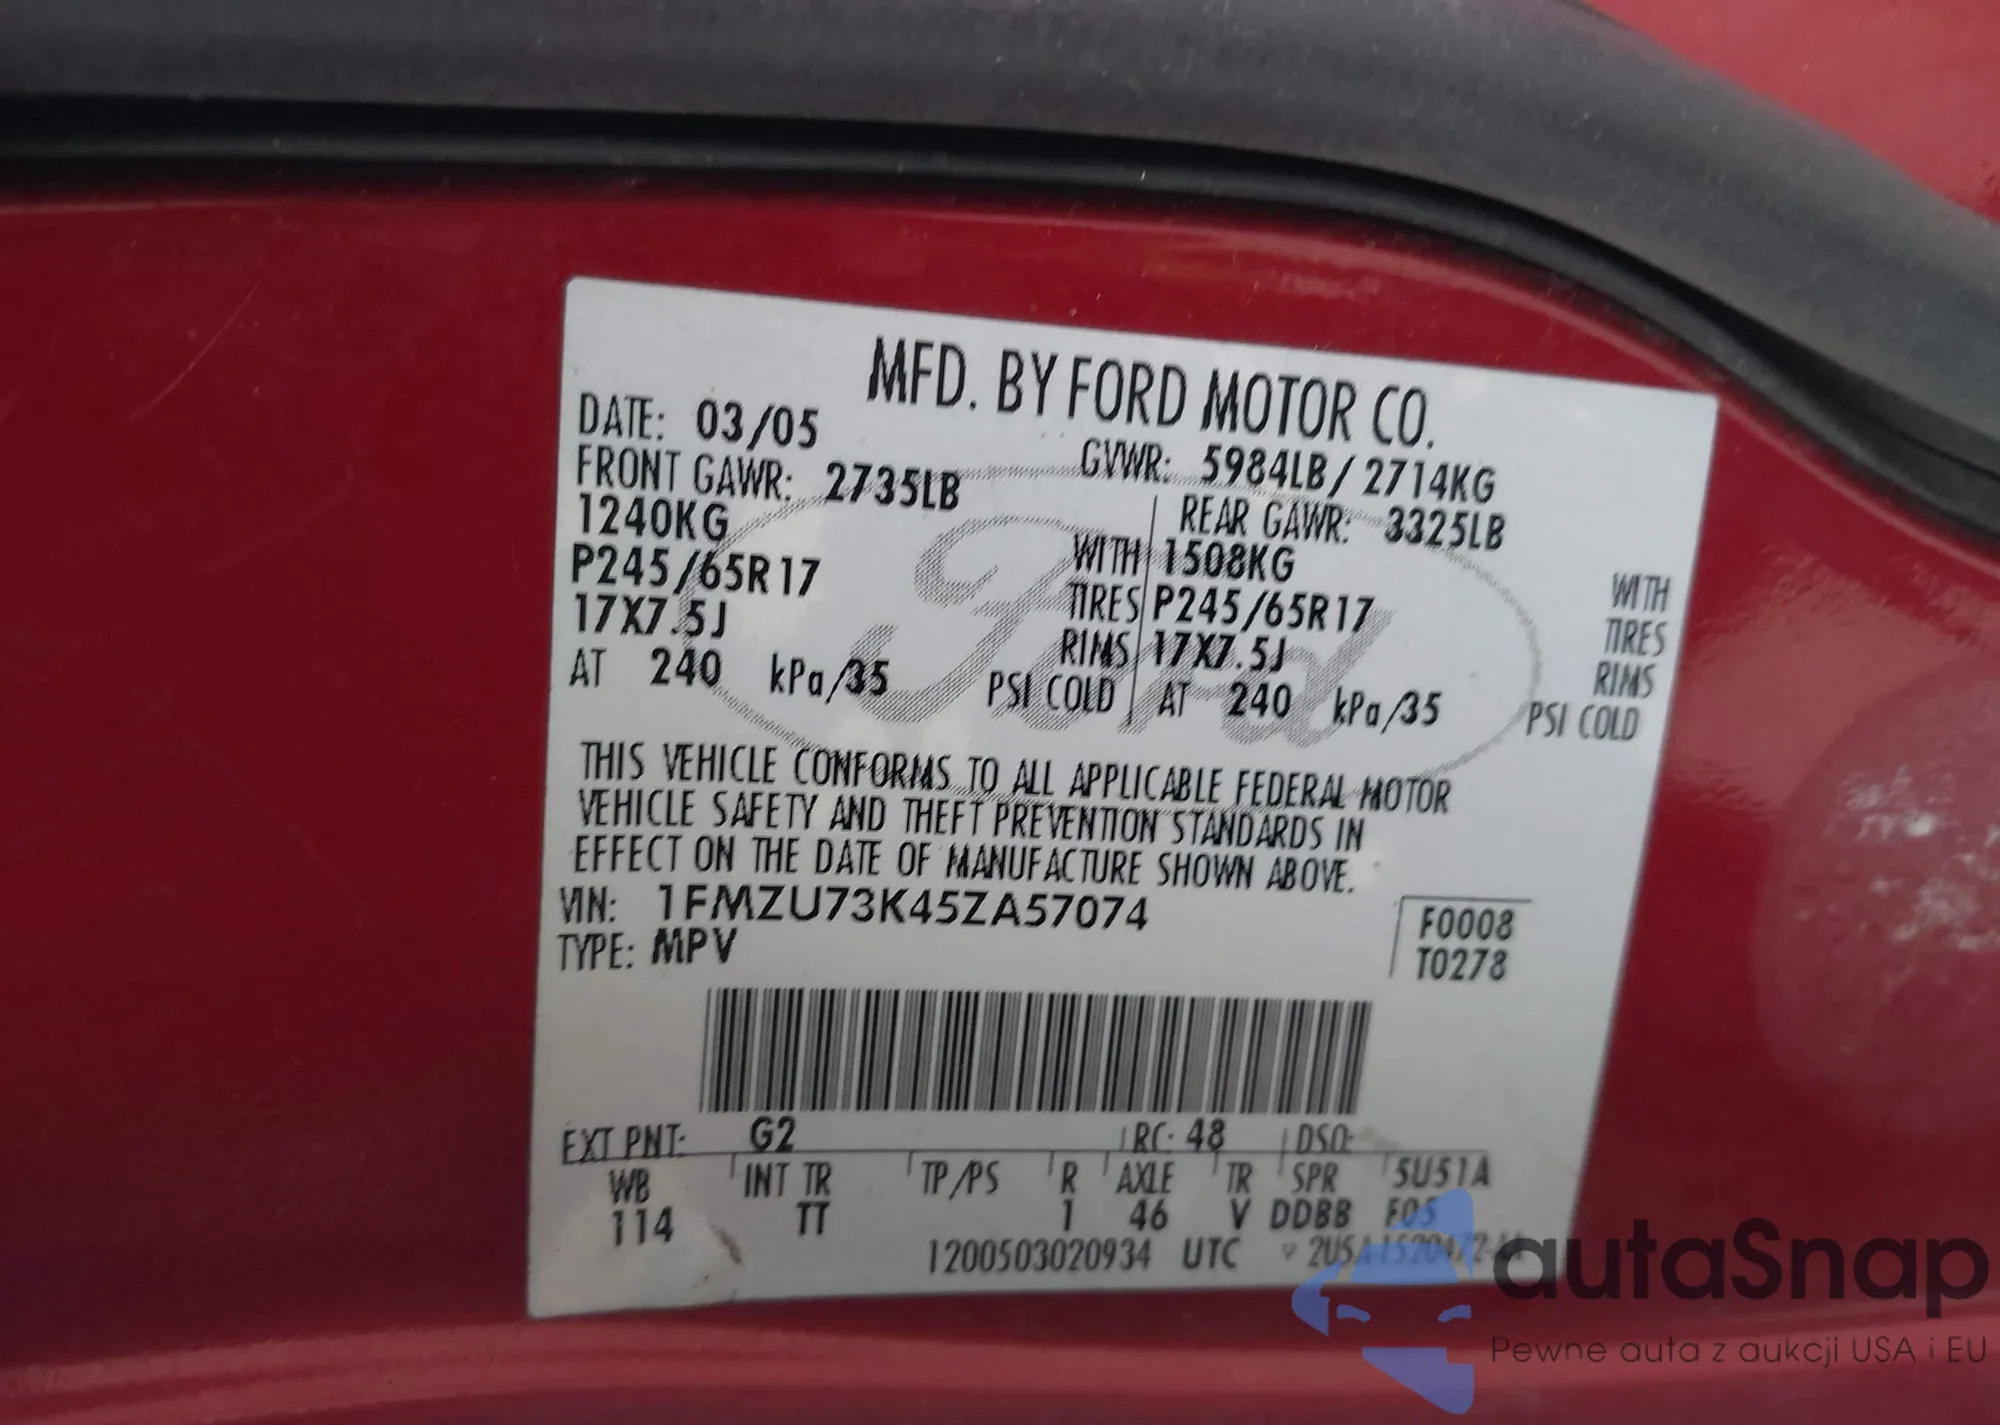 MFD. BY FORD MOTOR CO.
DATE: 03/05
GVWR: 5984LB/2714KG
FRONT GAWR: 2735LB
REAR GAWR: 3325LB
1240KG WITH
1508KG WITH
P245/65R17 TIRES
P245/65R17 TIRES
17X7.5J RIMS
17X7.5J RIMS
AT 240 kPa/35 PSI COLD
AT 240 kPa/35 PSI COLD
THIS VEHICLE CONFORMS TO ALL APPLICABLE FEDERAL MOTOR
VEHICLE SAFETY AND THEFT PREVENTION STANDARDS IN
EFFECT ON THE DATE OF MANUFACTURE SHOWN ABOVE.
VIN: 1FMZU73K45ZA57074
TYPE: MPV
F0008
T0278
EXT PNT: G2 RC: 48 DSO:
WB INT TR TP/PS R AXLE TR SPR 5U51A
114 TT 1 46 V DDBB F05
1200503020934 UTC
Ford
autaSnap
Pewne auta z aukcji USA i EU